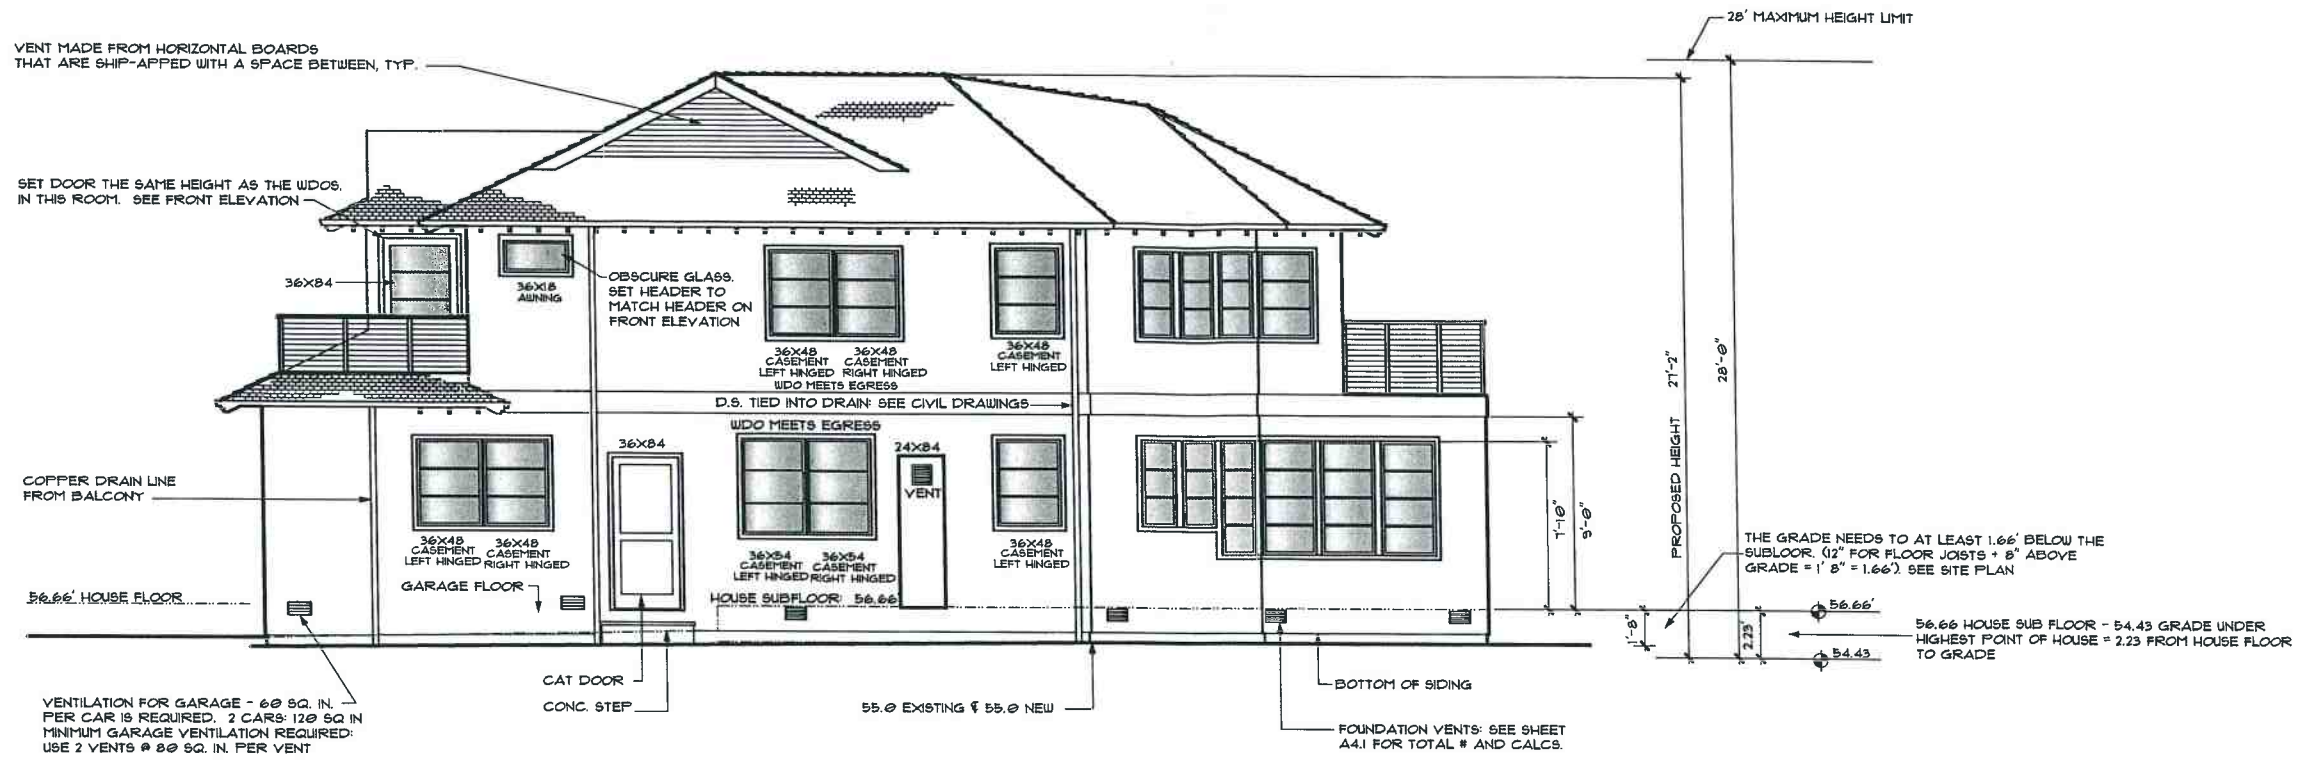 28' MAXIMUM HEIGHT LIMIT
VENT MADE FROM HORIZONTAL BOARDS
THAT ARE SHIP-APPED WITH A SPACE BETWEEN, TYP.
SET DOOR THE SAME HEIGHT AS THE WDOS.
IN THIS ROOM. SEE FRONT ELEVATION
36X84
36X18
AWNING
OBSCURE GLASS.
SET HEADER TO
MATCH HEADER ON
FRONT ELEVATION
36X48
CASEMENT
LEFT HINGED
36X48
CASEMENT
RIGHT HINGED
WDO MEETS EGRESS
36X48
CASEMENT
LEFT HINGED
D.S. TIED INTO DRAIN: SEE CIVIL DRAWINGS
WDO MEETS EGRESS
36X84
24X84
VENT
COPPER DRAIN LINE
FROM BALCONY
36X48
CASEMENT
LEFT HINGED
36X48
CASEMENT
RIGHT HINGED
36X54
CASEMENT
LEFT HINGED
36X54
CASEMENT
RIGHT HINGED
36X48
CASEMENT
LEFT HINGED
GARAGE FLOOR
56.66' HOUSE FLOOR
HOUSE SUBFLOOR: 56.66'
7'-10"
9'-0"
PROPOSED HEIGHT 27'-2"
28'-0"
THE GRADE NEEDS TO AT LEAST 1.66' BELOW THE
SUBLOOR. (12" FOR FLOOR JOISTS + 8" ABOVE
GRADE = 1' 8" = 1.66'). SEE SITE PLAN
56.66'
1'-8"
2.23'
54.43
56.66 HOUSE SUB FLOOR - 54.43 GRADE UNDER
HIGHEST POINT OF HOUSE = 2.23 FROM HOUSE FLOOR
TO GRADE
CAT DOOR
CONC. STEP
55.0 EXISTING & 55.0 NEW
BOTTOM OF SIDING
FOUNDATION VENTS: SEE SHEET
A4.1 FOR TOTAL # AND CALCS.
VENTILATION FOR GARAGE - 60 SQ. IN.
PER CAR IS REQUIRED. 2 CARS: 120 SQ IN
MINIMUM GARAGE VENTILATION REQUIRED:
USE 2 VENTS @ 80 SQ. IN. PER VENT